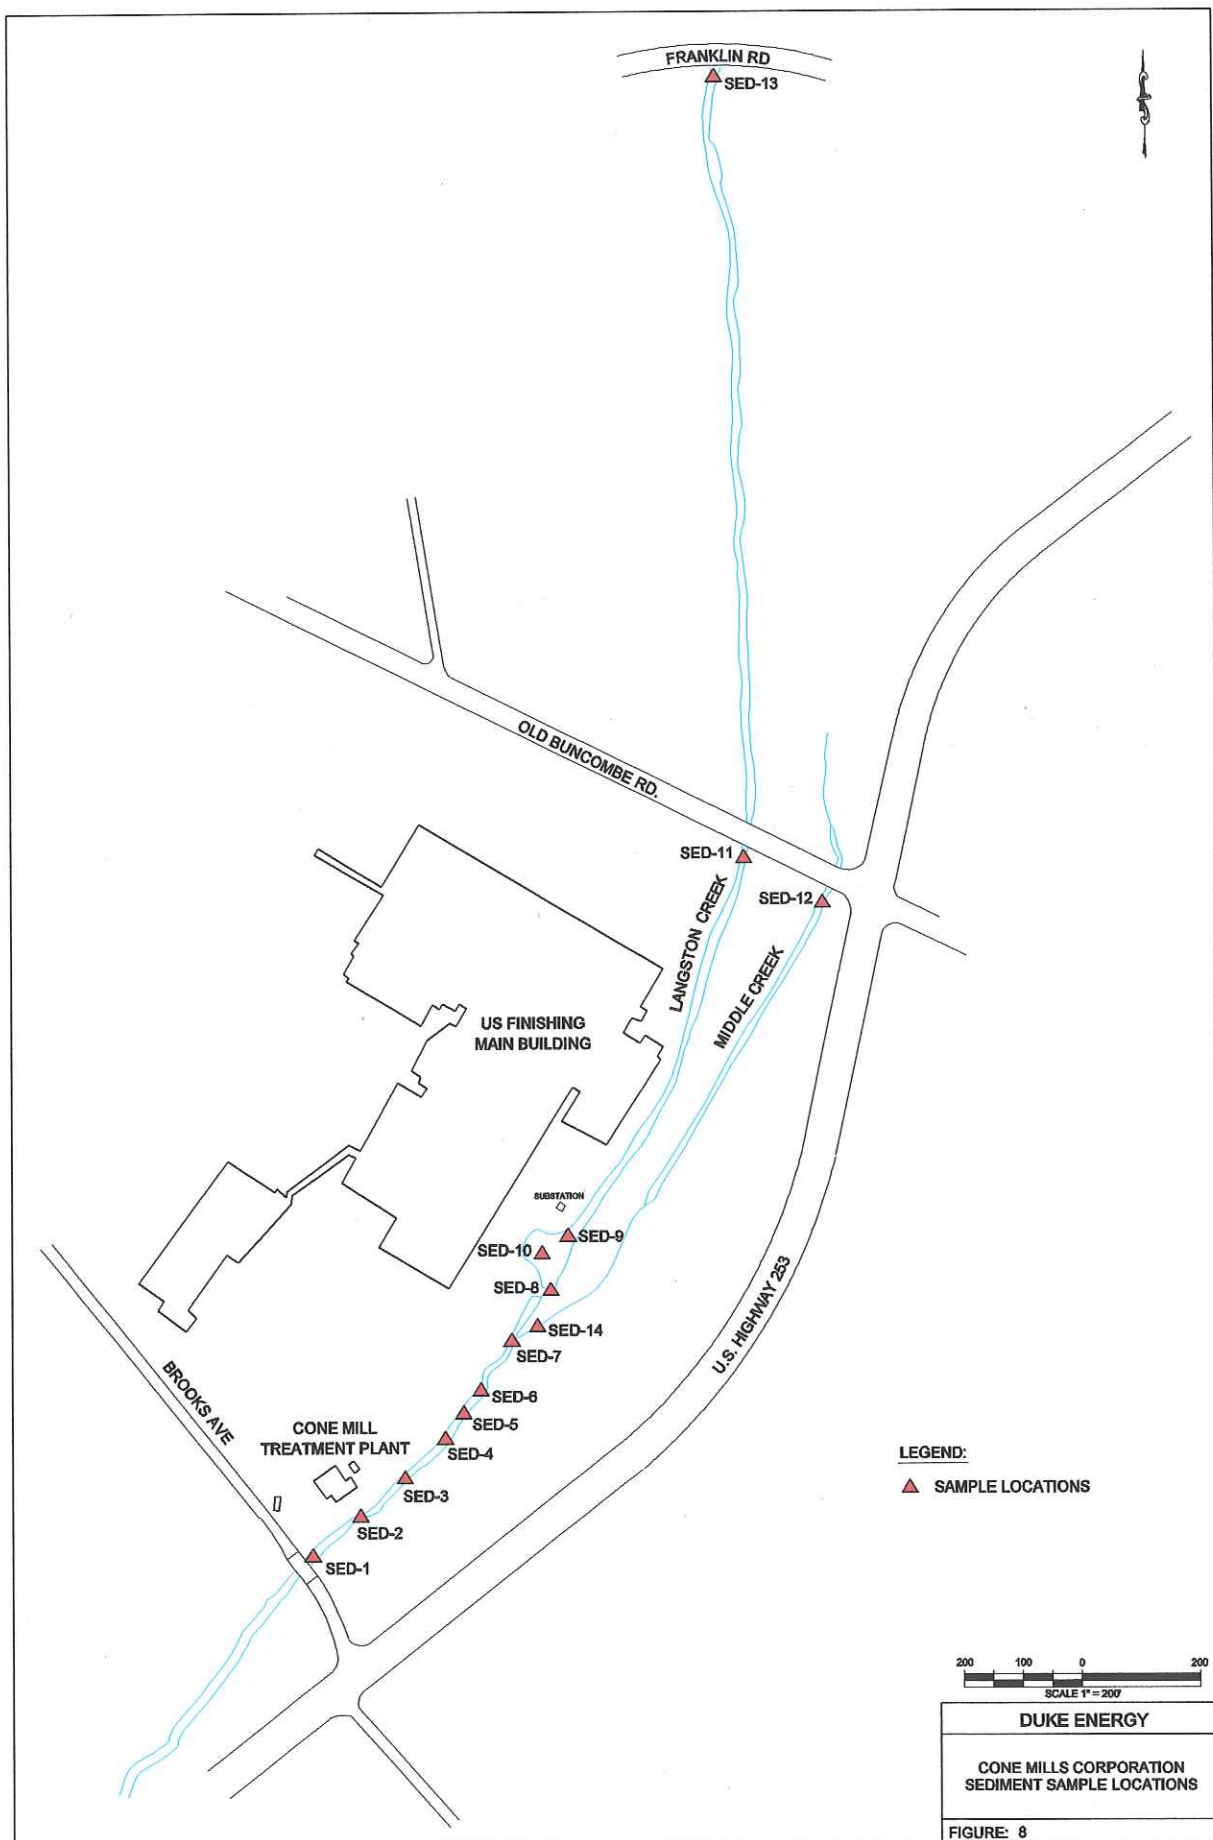 FRANKLIN RD
SED-13
OLD BUNCOMBE RD.
SED-11
LANGSTON CREEK
SED-12
MIDDLE CREEK
US FINISHING
MAIN BUILDING
SUBSTATION
SED-9
SED-10
SED-8
SED-14
SED-7
U.S. HIGHWAY 253
SED-6
SED-5
SED-4
BROOKS AVE
CONE MILL
TREATMENT PLANT
SED-3
SED-2
SED-1
LEGEND:
SAMPLE LOCATIONS
200 100 0 200
SCALE 1" = 200'
DUKE ENERGY
CONE MILLS CORPORATION
SEDIMENT SAMPLE LOCATIONS
FIGURE: 8